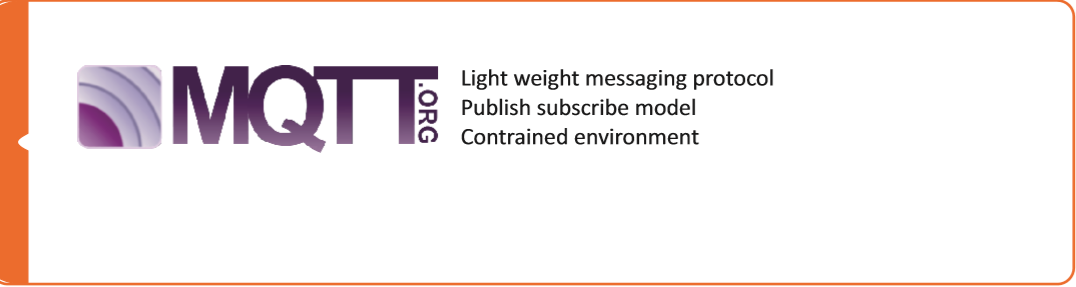 MQTT.ORG
Light weight messaging protocol
Publish subscribe model
Contrained environment